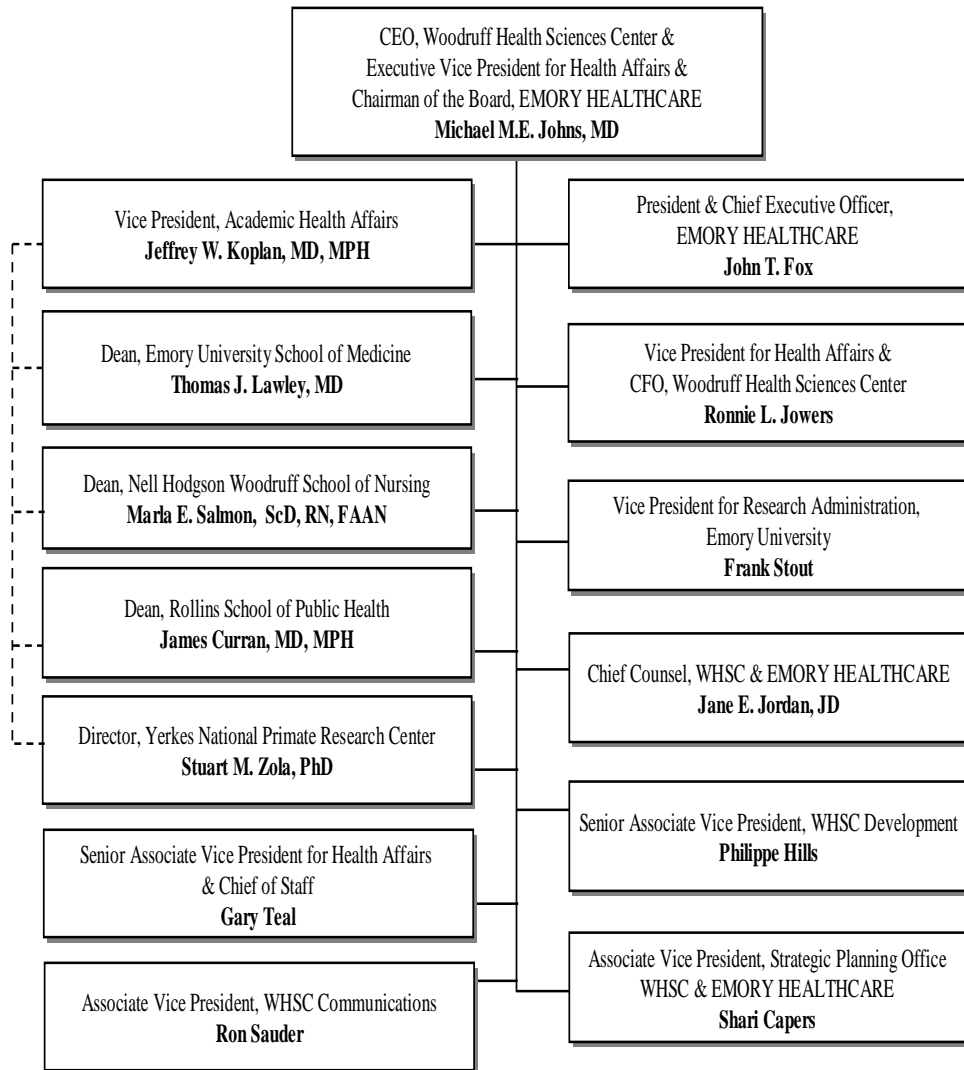 CEO, Woodruff Health Sciences Center &
Executive Vice President for Health Affairs &
Chairman of the Board, EMORY HEALTHCARE
Michael M.E. Johns, MD
Vice President, Academic Health Affairs
Jeffrey W. Koplan, MD, MPH
President & Chief Executive Officer,
EMORY HEALTHCARE
John T. Fox
Dean, Emory University School of Medicine
Thomas J. Lawley, MD
Vice President for Health Affairs &
CFO, Woodruff Health Sciences Center
Ronnie L. Jowers
Dean, Nell Hodgson Woodruff School of Nursing
Marla E. Salmon, ScD, RN, FAAN
Vice President for Research Administration,
Emory University
Frank Stout
Dean, Rollins School of Public Health
James Curran, MD, MPH
Chief Counsel, WHSC & EMORY HEALTHCARE
Jane E. Jordan, JD
Director, Yerkes National Primate Research Center
Stuart M. Zola, PhD
Senior Associate Vice President, WHSC Development
Philippe Hills
Senior Associate Vice President for Health Affairs
& Chief of Staff
Gary Teal
Associate Vice President, Strategic Planning Office
WHSC & EMORY HEALTHCARE
Shari Capers
Associate Vice President, WHSC Communications
Ron Sauder